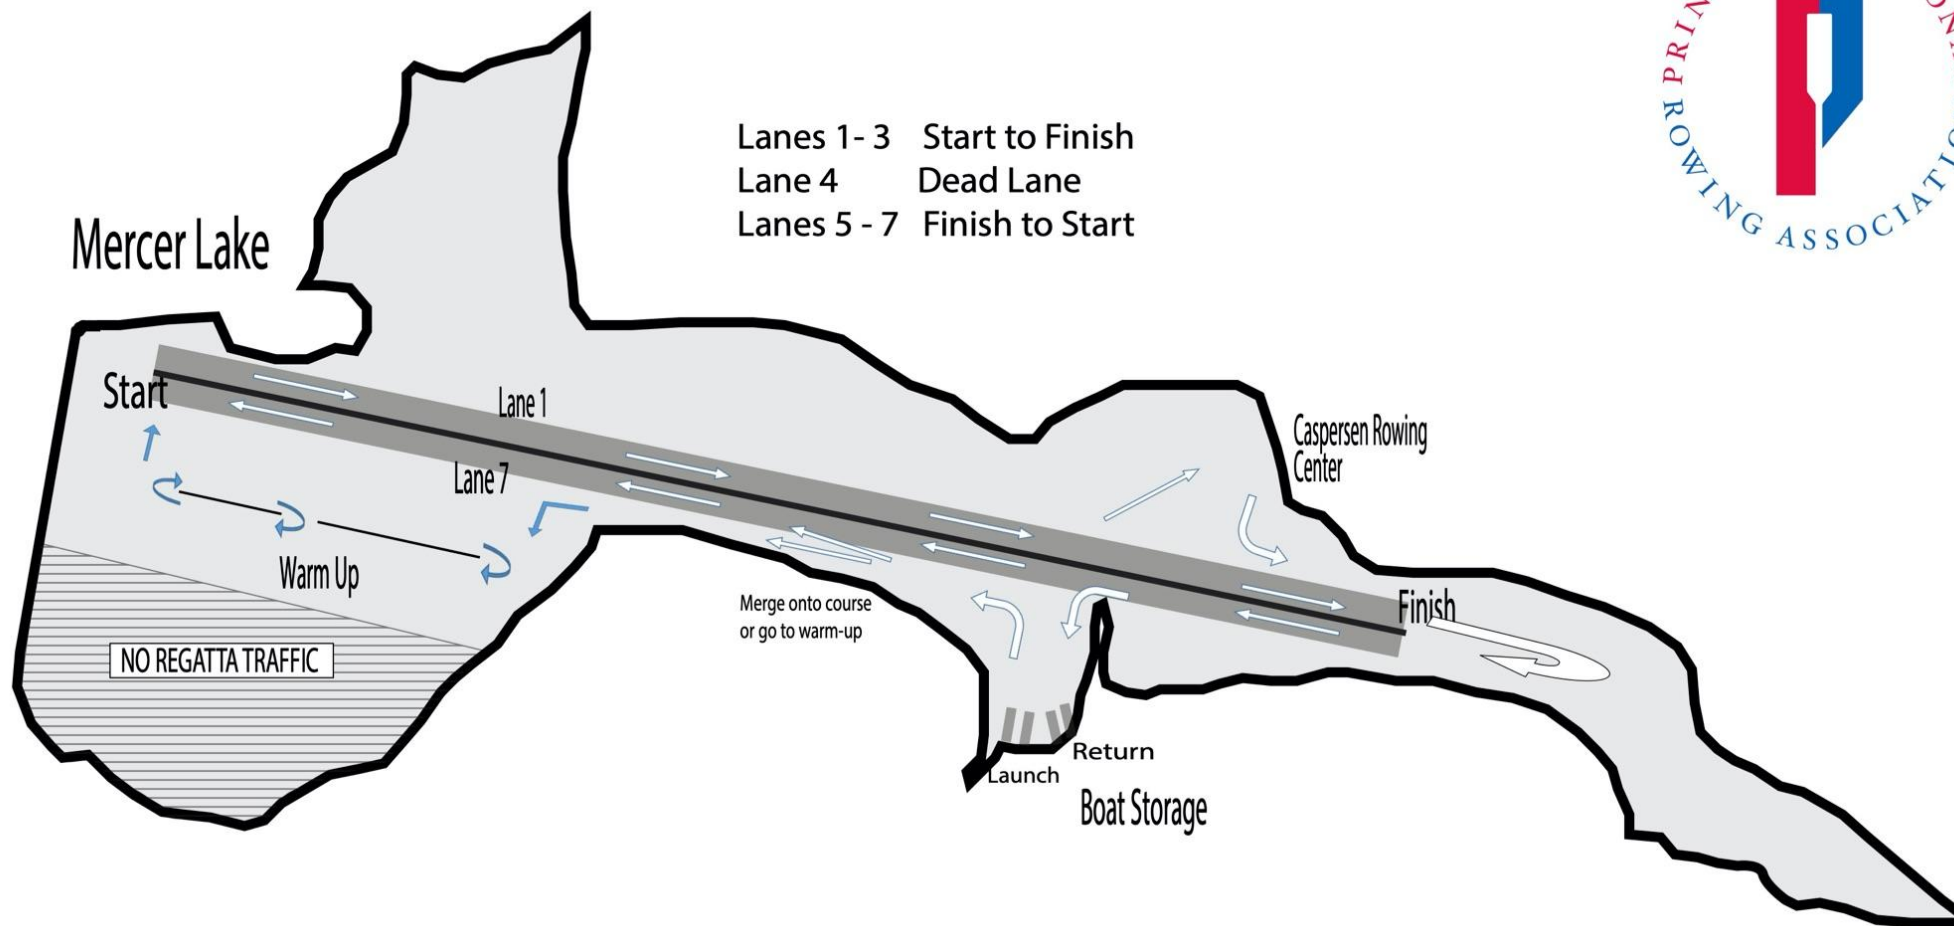 Lanes 1- 3 Start to Finish
Lane 4 Dead Lane
Lanes 5 - 7 Finish to Start
Mercer Lake
Start
Lane 1
Lane 7
Warm Up
NO REGATTA TRAFFIC
Merge onto course
or go to warm-up
Caspersen Rowing
Center
Finish
Return
Launch
Boat Storage
ROWING